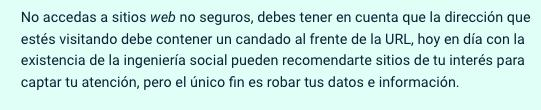 No accedas a sitios web no seguros, debes tener en cuenta que la dirección que
estés visitando debe contener un candado al frente de la URL, hoy en día con la
existencia de la ingeniería social pueden recomendarte sitios de tu interés para
captar tu atención, pero el único fin es robar tus datos e información.